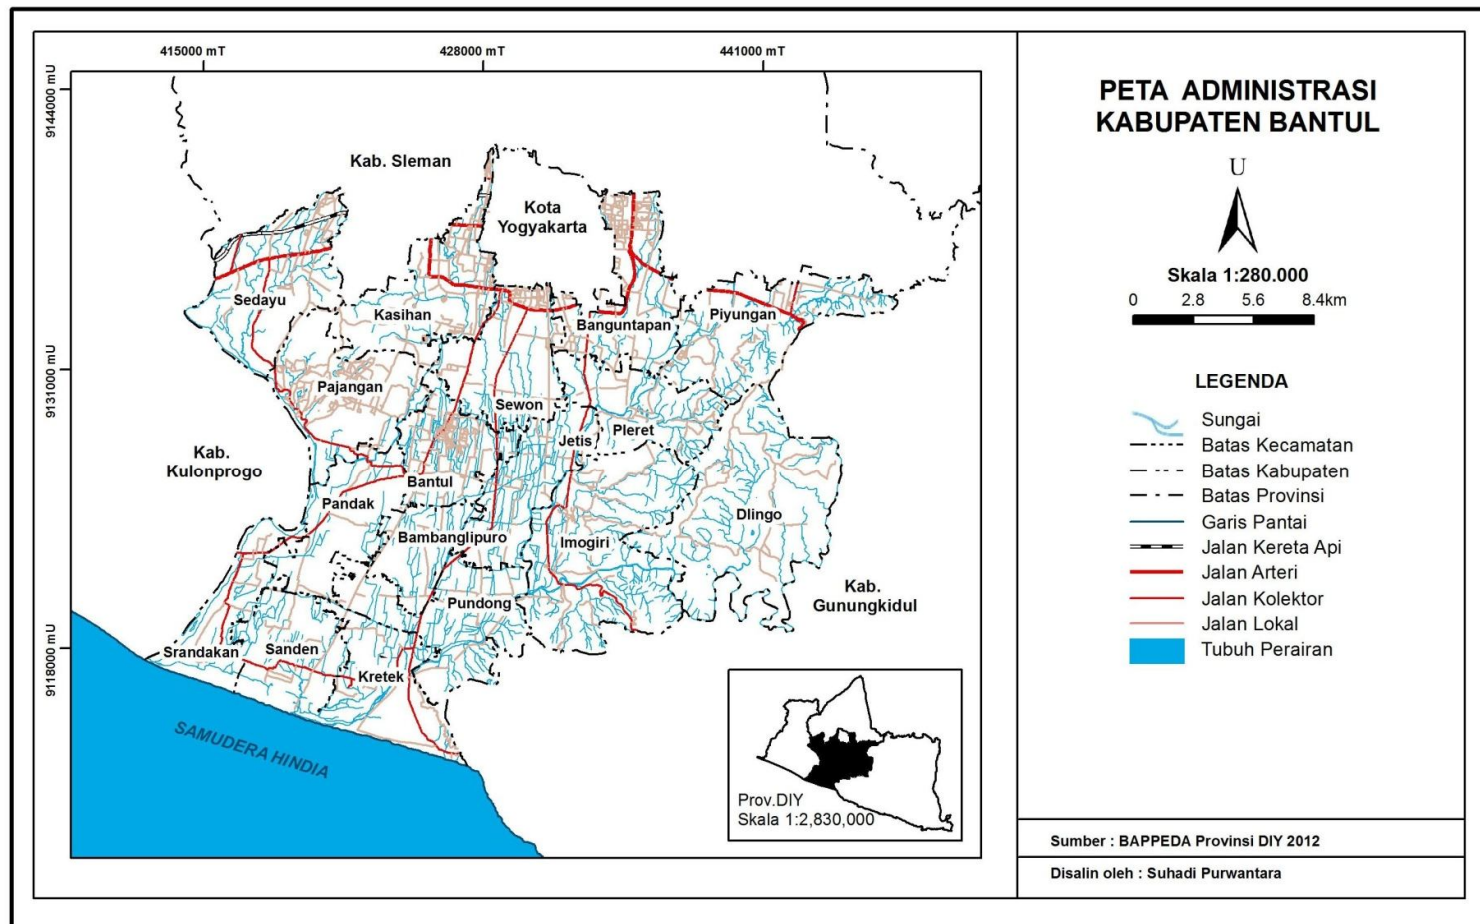 415000 mT
428000 mT
441000 mT
9144000 mU
9131000 mU
9118000 mU
Kab. Sleman
Kota
Yogyakarta
Sedayu
Kasihan
Banguntapan
Piyungan
Pajangan
Sewon
Jetis
Pleret
Kab.
Kulonprogo
Bantul
Pandak
Dlingo
Bambanglipuro
Imogiri
Kab.
Gunungkidul
Pundong
Srandakan
Sanden
Kretek
SAMUDERA HINDIA
Prov.DIY
Skala 1:2,830,000
PETA ADMINISTRASI
KABUPATEN BANTUL
U
Skala 1:280.000
0 2.8 5.6 8.4km
LEGENDA
Sungai
Batas Kecamatan
Batas Kabupaten
Batas Provinsi
Garis Pantai
Jalan Kereta Api
Jalan Arteri
Jalan Kolektor
Jalan Lokal
Tubuh Perairan
Sumber : BAPPEDA Provinsi DIY 2012
Disalin oleh : Suhadi Purwantara